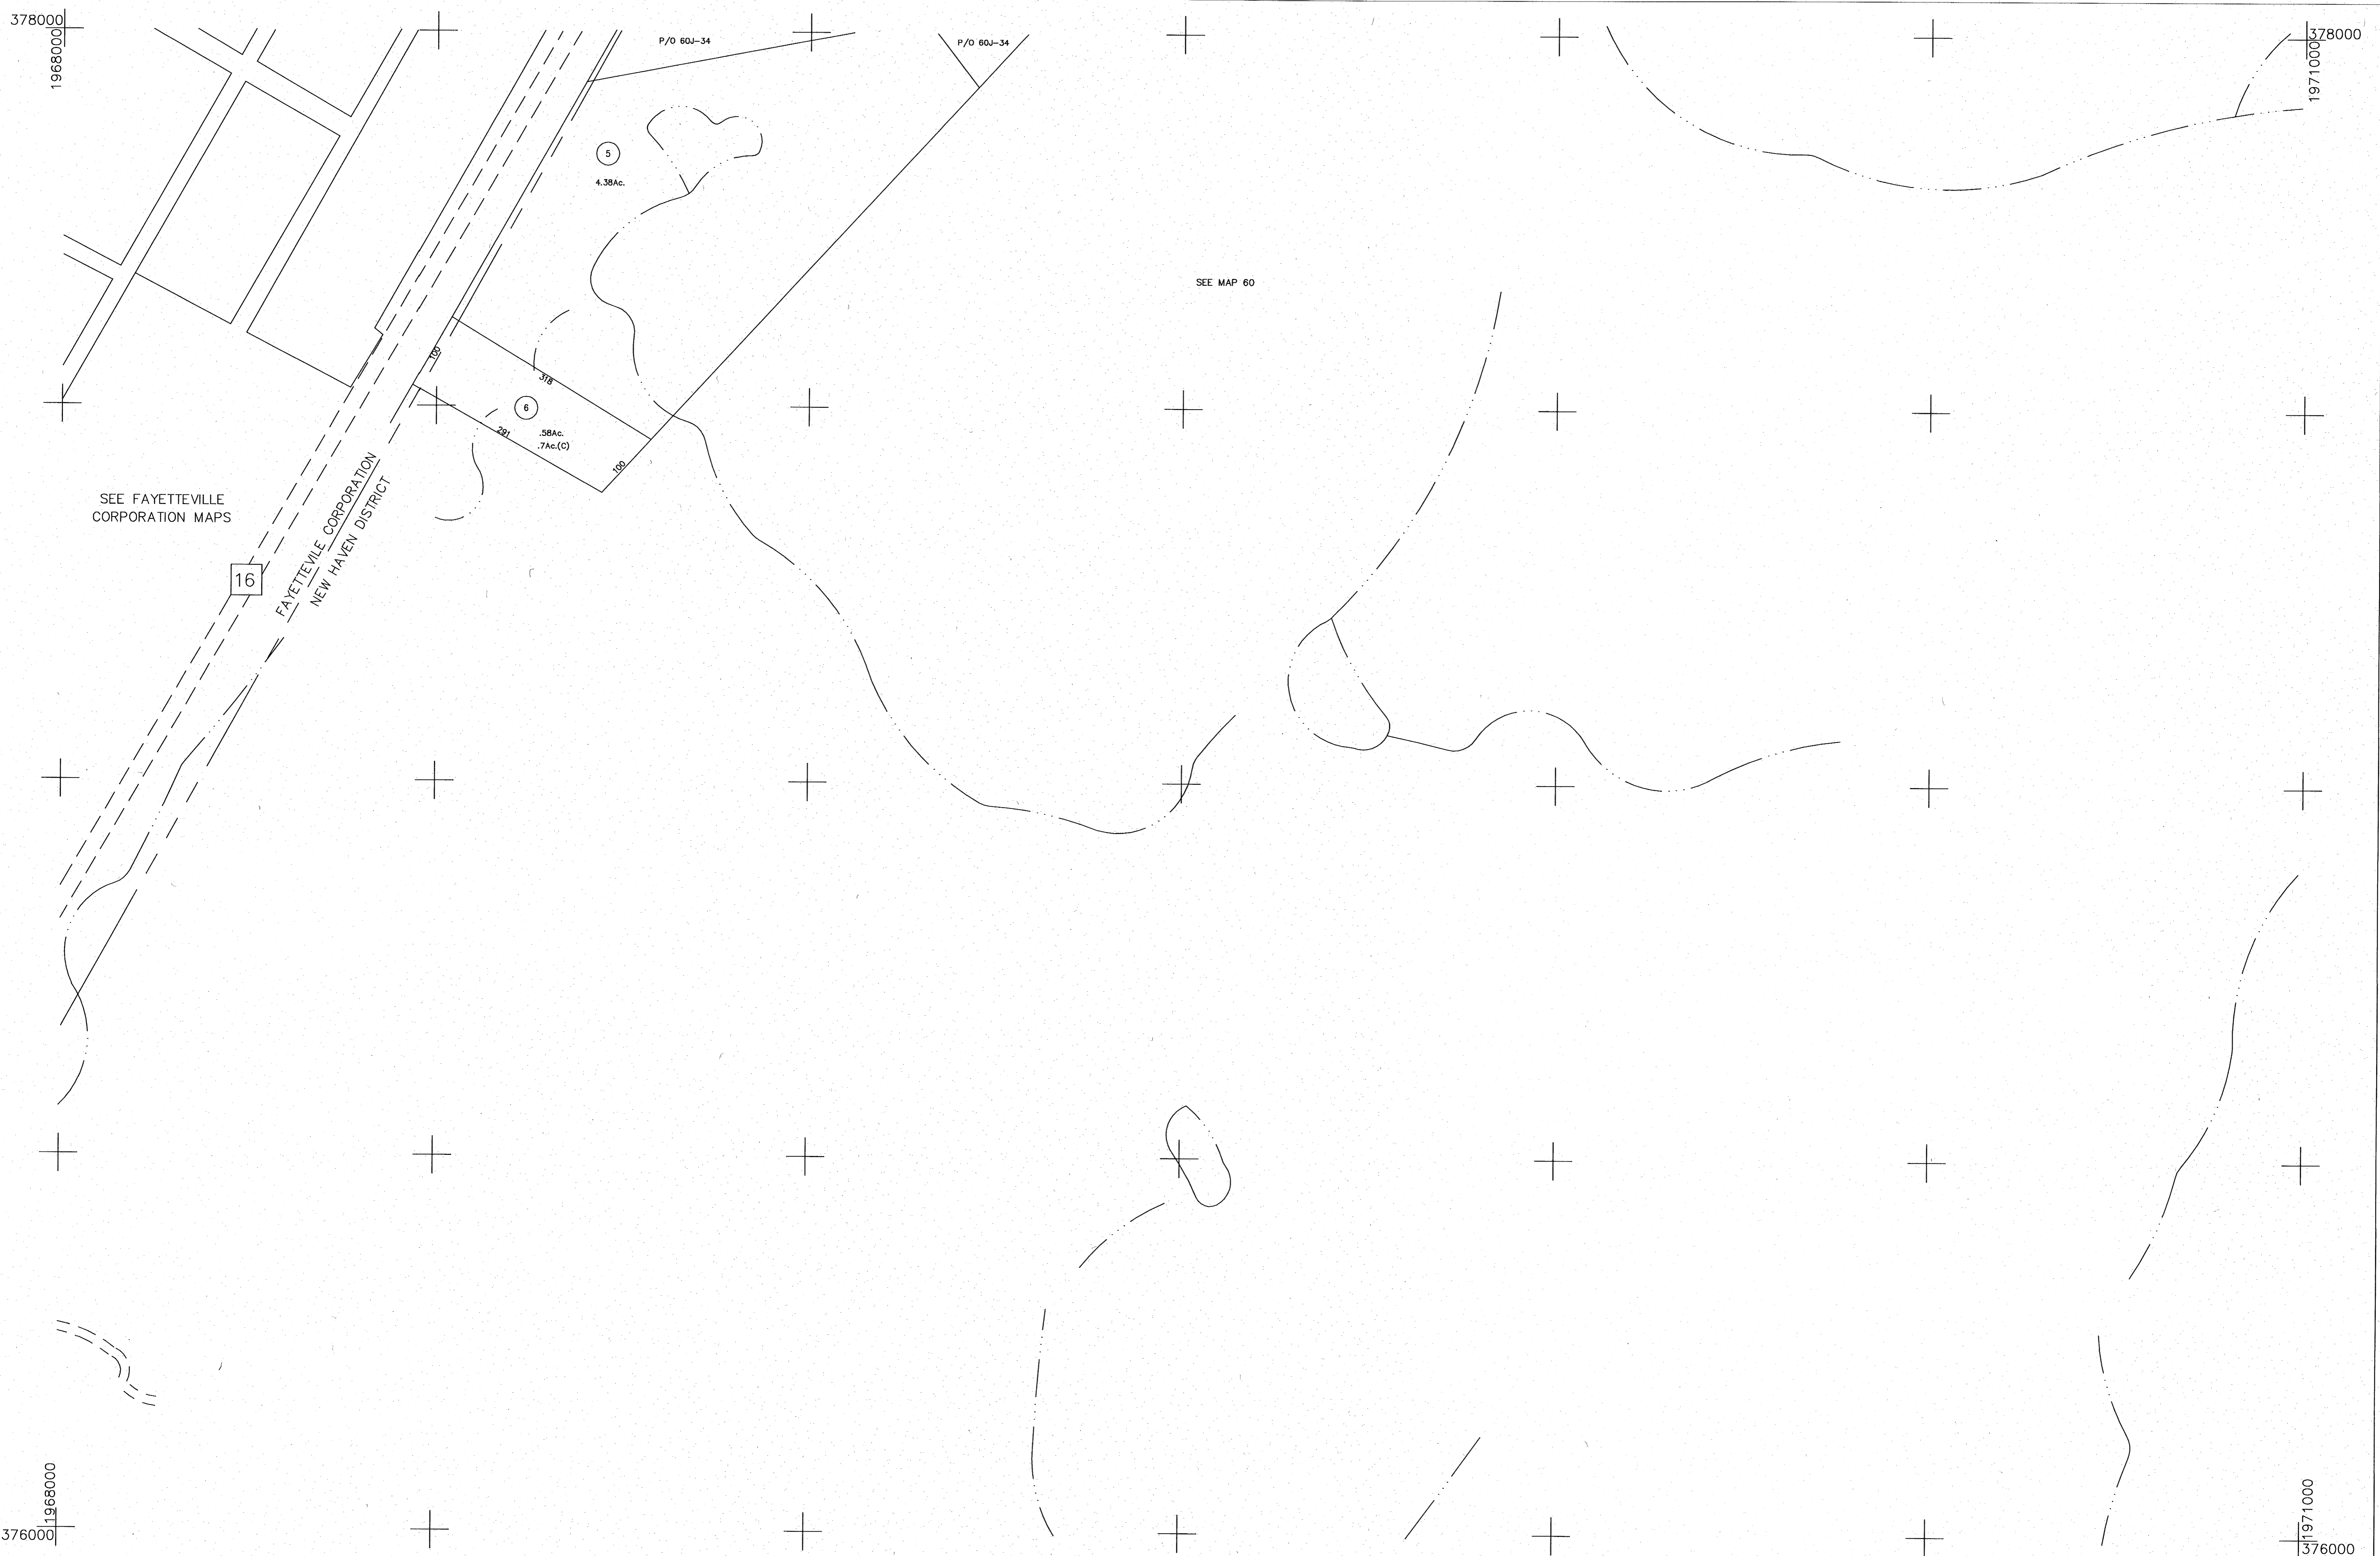 378000
1968000
P/O 60J-34
P/O 60J-34
378000
1971000
5
4.38Ac.
SEE MAP 60
100
318
6
.58Ac.
.7Ac.(C)
291
100
SEE FAYETTEVILLE
CORPORATION MAPS
FAYETTEVILE CORPORATION
NEW HAVEN DISTRICT
16
1968000
376000
1971000
376000